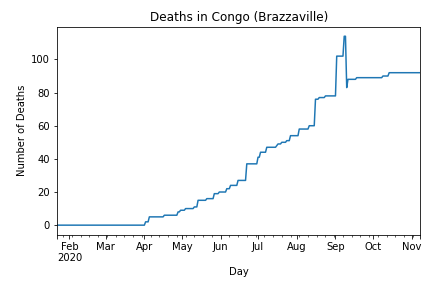 Deaths in Congo (Brazzaville)
100
80
60
40
20
0
Number of Deaths
Feb Mar Apr May Jun Jul Aug Sep Oct Nov
2020
Day